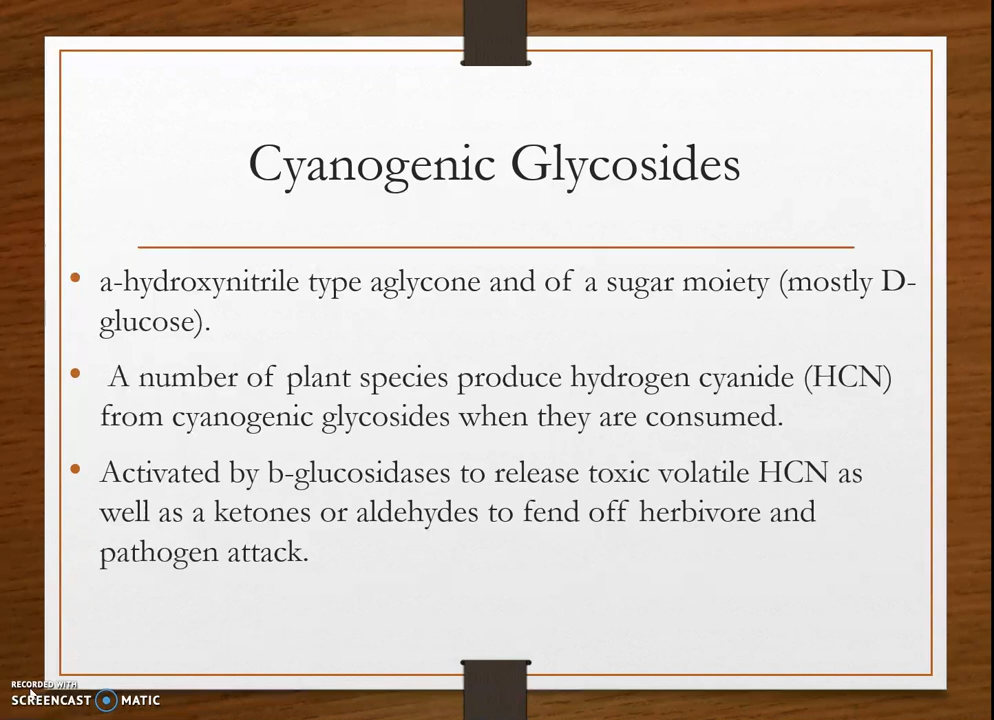 Cyanogenic Glycosides
• a-hydroxynitrile type aglycone and of a sugar moiety (mostly D-
glucose).
• A number of plant species produce hydrogen cyanide (HCN)
from cyanogenic glycosides when they are consumed.
• Activated by b-glucosidases to release toxic volatile HCN as
well as a ketones or aldehydes to fend off herbivore and
pathogen attack.
RECORDED WITH
SCREENCAST MATIC